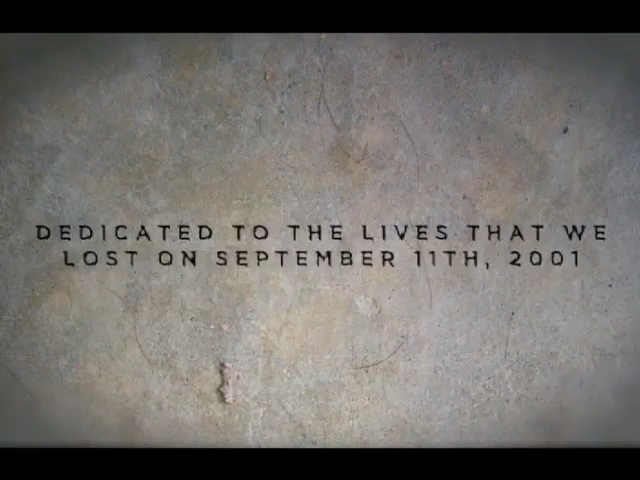 DEDICATED TO THE LIVES THAT WE
LOST ON SEPTEMBER 11TH, 2001